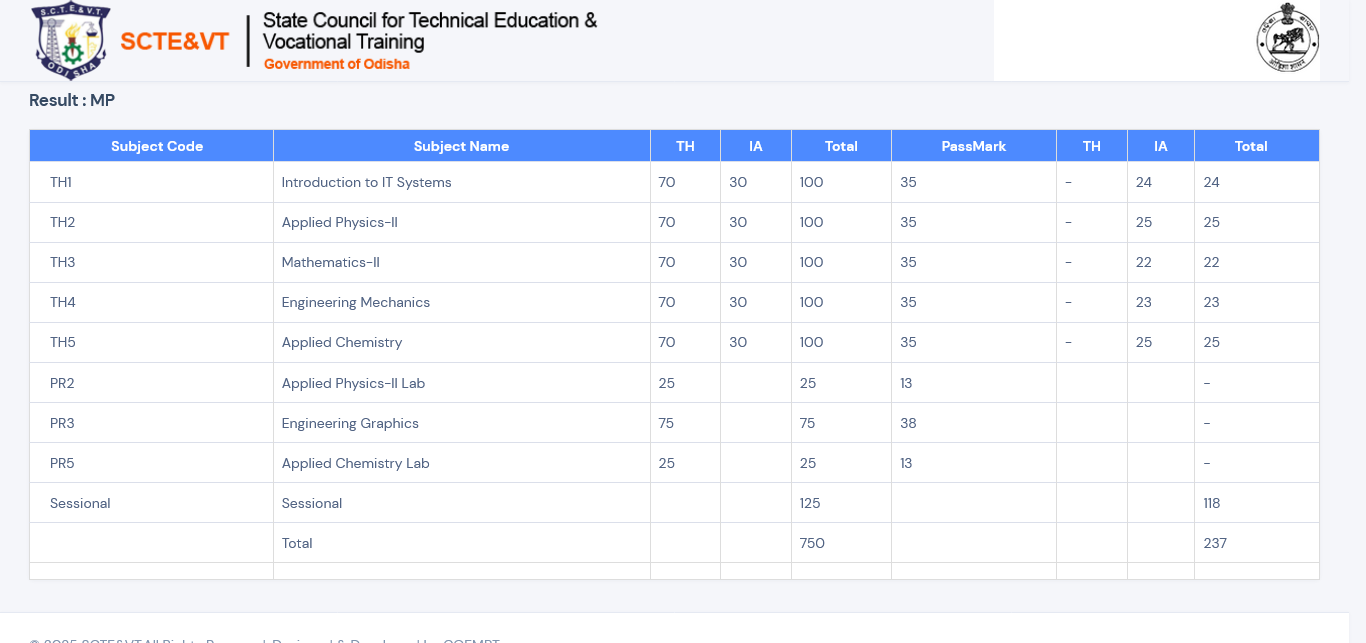 S.C.T.E.&V.T.
ODISHA
SCTE&VT
State Council for Technical Education &
Vocational Training
Government of Odisha
Result : MP
Subject Code Subject Name TH IA Total PassMark TH IA Total
TH1 Introduction to IT Systems 70 30 100 35 - 24 24
TH2 Applied Physics-II 70 30 100 35 - 25 25
TH3 Mathematics-II 70 30 100 35 - 22 22
TH4 Engineering Mechanics 70 30 100 35 - 23 23
TH5 Applied Chemistry 70 30 100 35 - 25 25
PR2 Applied Physics-II Lab 25 25 13 -
PR3 Engineering Graphics 75 75 38 -
PR5 Applied Chemistry Lab 25 25 13 -
Sessional Sessional 125 118
Total 750 237